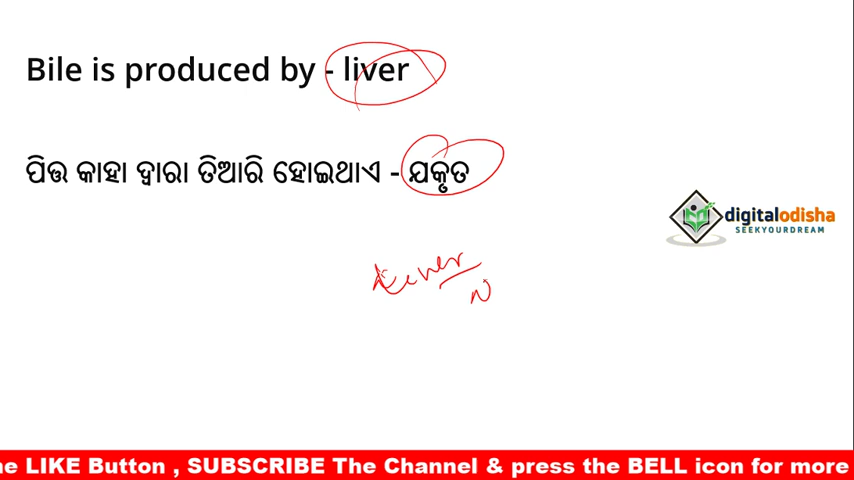 Bile is produced by - liver
ପିତ୍ତ କାହା ଦ୍ଵାରା ତିଆରି ହୋଇଥାଏ - ଯକୃତ
digitalodisha
SEEKYOURDREAM
Liver
he LIKE Button , SUBSCRIBE The Channel & press the BELL icon for more